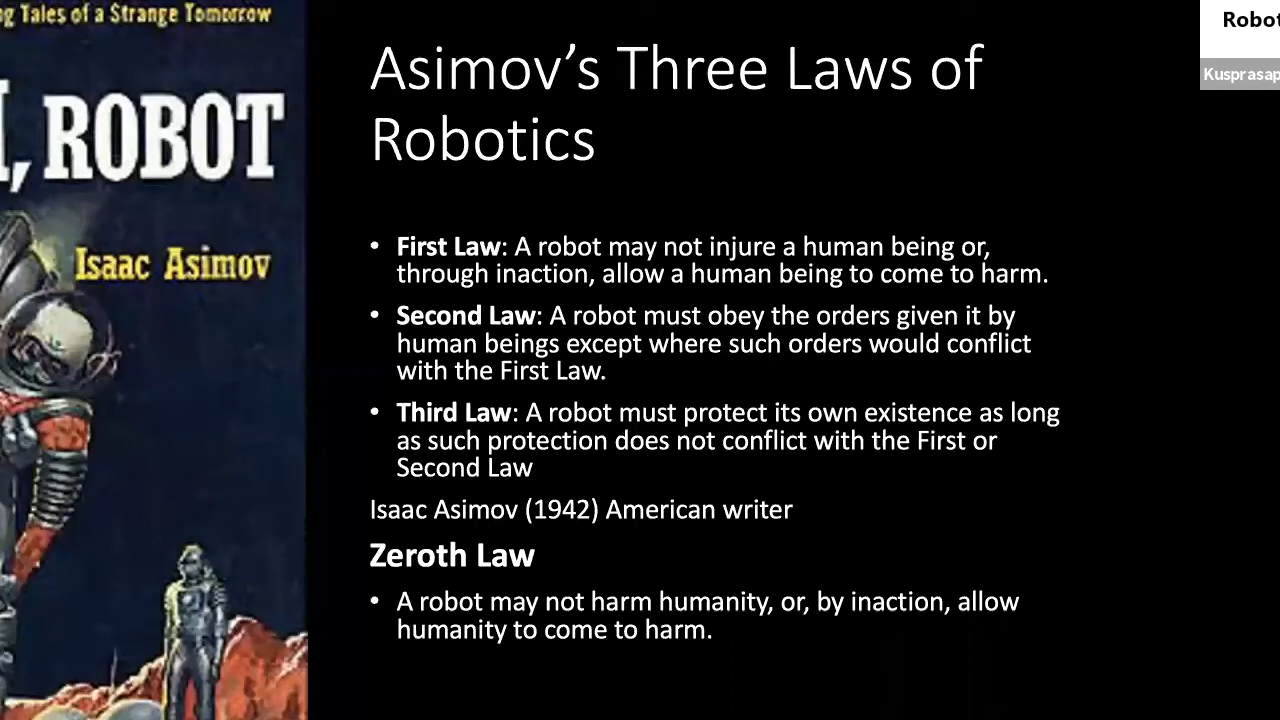 ng Tales of a Strange Tomorrow
I, ROBOT
Isaac Asimov
Asimov’s Three Laws of
Robotics
• First Law: A robot may not injure a human being or,
through inaction, allow a human being to come to harm.
• Second Law: A robot must obey the orders given it by
human beings except where such orders would conflict
with the First Law.
• Third Law: A robot must protect its own existence as long
as such protection does not conflict with the First or
Second Law
Isaac Asimov (1942) American writer
Zeroth Law
• A robot may not harm humanity, or, by inaction, allow
humanity to come to harm.
Robot
Kusprasap